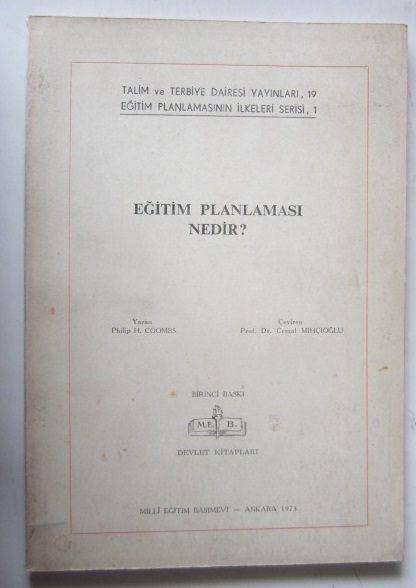 TALİM ve TERBİYE DAİRESİ YAYINLARI, 19
EĞİTİM PLANLAMASININ İLKELERİ SERİSİ, 1
EĞİTİM PLANLAMASI
NEDİR?
Yazan
Philip H. COOMBS
Çeviren
Prof. Dr. Cemal MIHÇIOĞLU
BİRİNCİ BASKI
M.E. B.
DEVLET KİTAPLARI
MİLLÎ EĞİTİM BASIMEVİ — ANKARA 1973